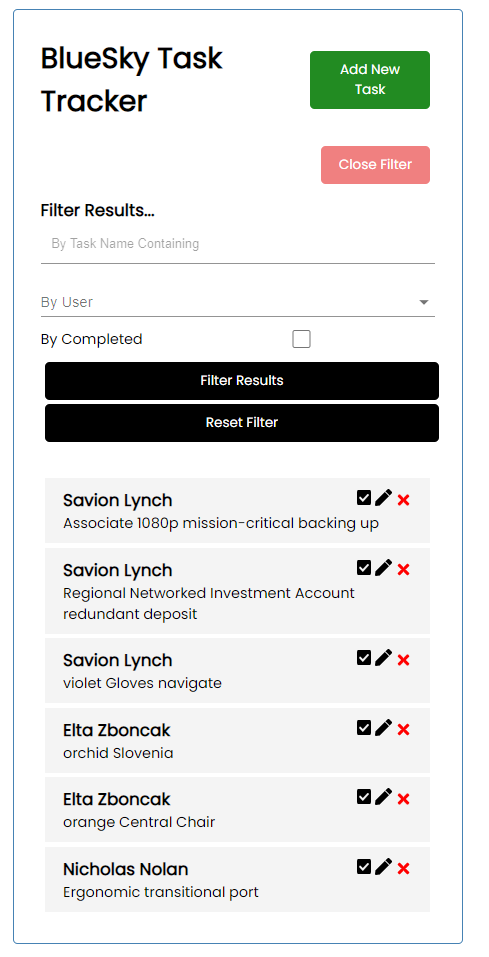 BlueSky Task
Tracker
Add New
Task
Close Filter
Filter Results...
By Task Name Containing
By User
By Completed
Filter Results
Reset Filter
Savion Lynch
Associate 1080p mission-critical backing up
Savion Lynch
Regional Networked Investment Account
redundant deposit
Savion Lynch
violet Gloves navigate
Elta Zboncak
orchid Slovenia
Elta Zboncak
orange Central Chair
Nicholas Nolan
Ergonomic transitional port